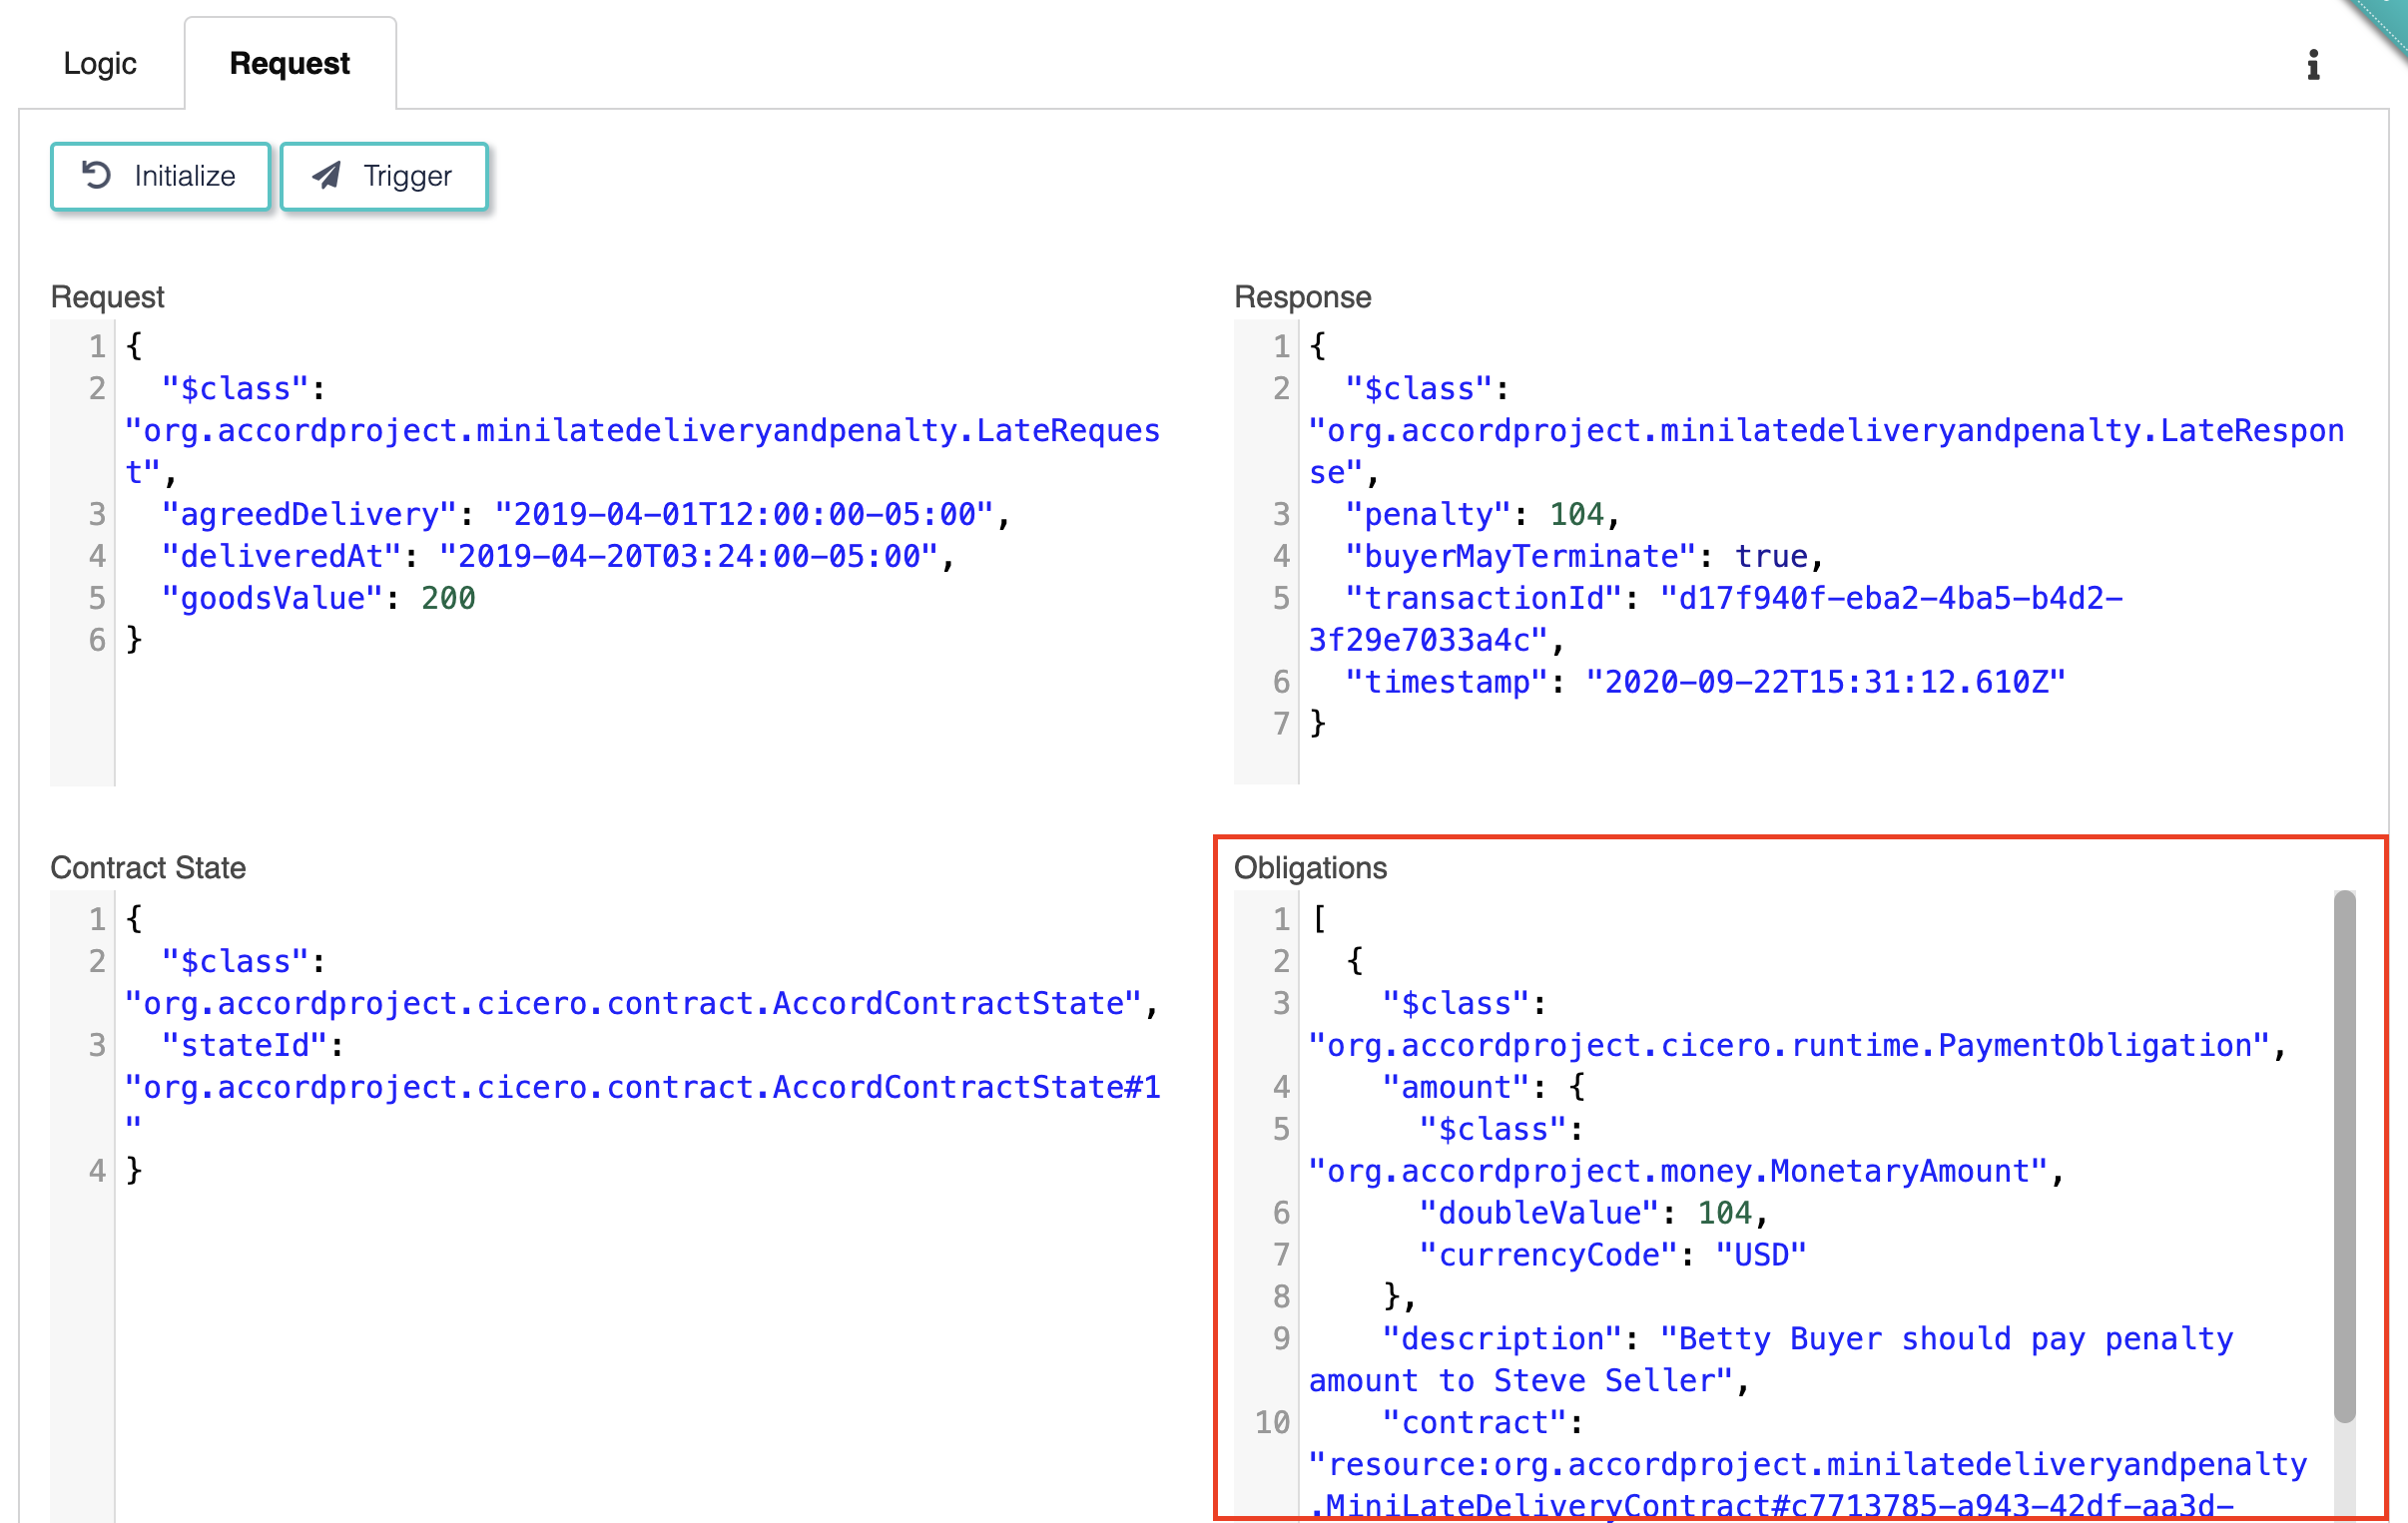 Logic
Request
i
Initialize
Trigger
Request
1 {
2   "$class":
"org.accordproject.minilatedeliveryandpenalty.LateReques
t",
3   "agreedDelivery": "2019-04-01T12:00:00-05:00",
4   "deliveredAt": "2019-04-20T03:24:00-05:00",
5   "goodsValue": 200
6 }
Response
1 {
2   "$class":
"org.accordproject.minilatedeliveryandpenalty.LateRespon
se",
3   "penalty": 104,
4   "buyerMayTerminate": true,
5   "transactionId": "d17f940f-eba2-4ba5-b4d2-
3f29e7033a4c",
6   "timestamp": "2020-09-22T15:31:12.610Z"
7 }
Contract State
1 {
2   "$class":
"org.accordproject.cicero.contract.AccordContractState",
3   "stateId":
"org.accordproject.cicero.contract.AccordContractState#1
"
4 }
Obligations
1 [
2   {
3     "$class":
"org.accordproject.cicero.runtime.PaymentObligation",
4     "amount": {
5       "$class":
"org.accordproject.money.MonetaryAmount",
6       "doubleValue": 104,
7       "currencyCode": "USD"
8     },
9     "description": "Betty Buyer should pay penalty
amount to Steve Seller",
10     "contract":
"resource:org.accordproject.minilatedeliveryandpenalty
.MiniLateDeliveryContract#c7713785-a943-42df-aa3d-